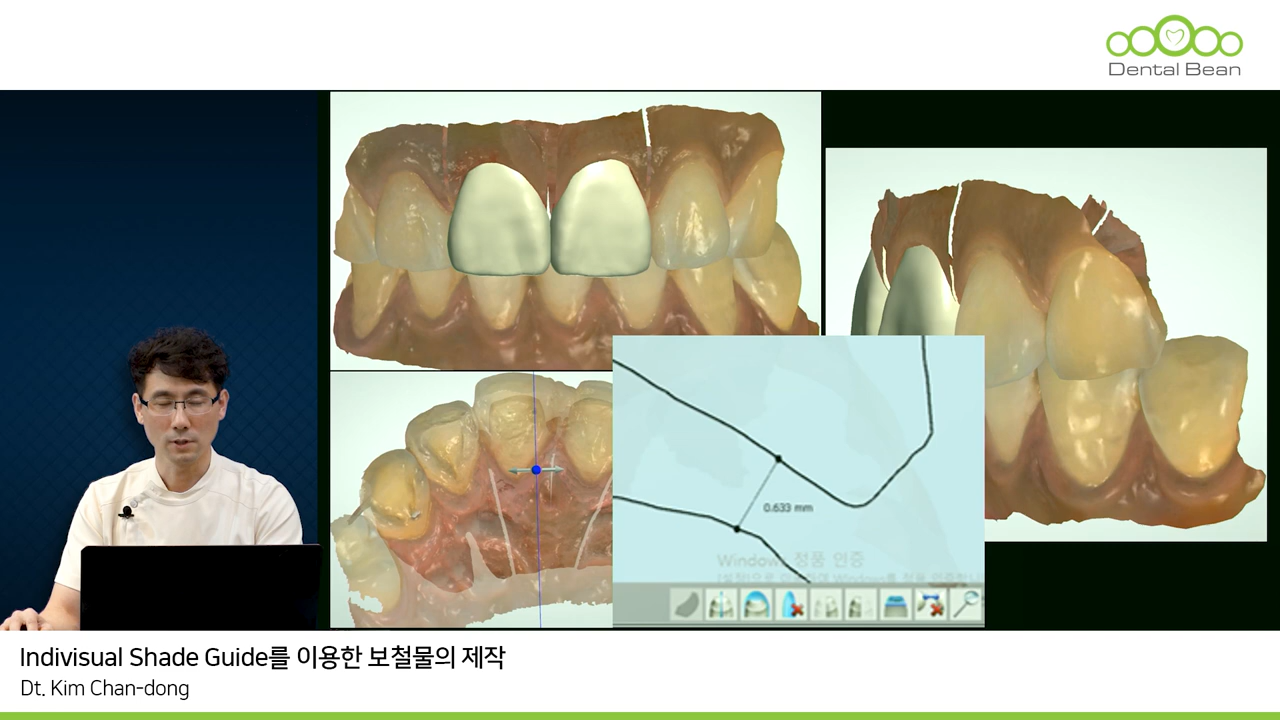 Dental Bean
0.633 mm
Windows 정품 인증
Indivisual Shade Guide를 이용한 보철물의 제작
Dt. Kim Chan-dong